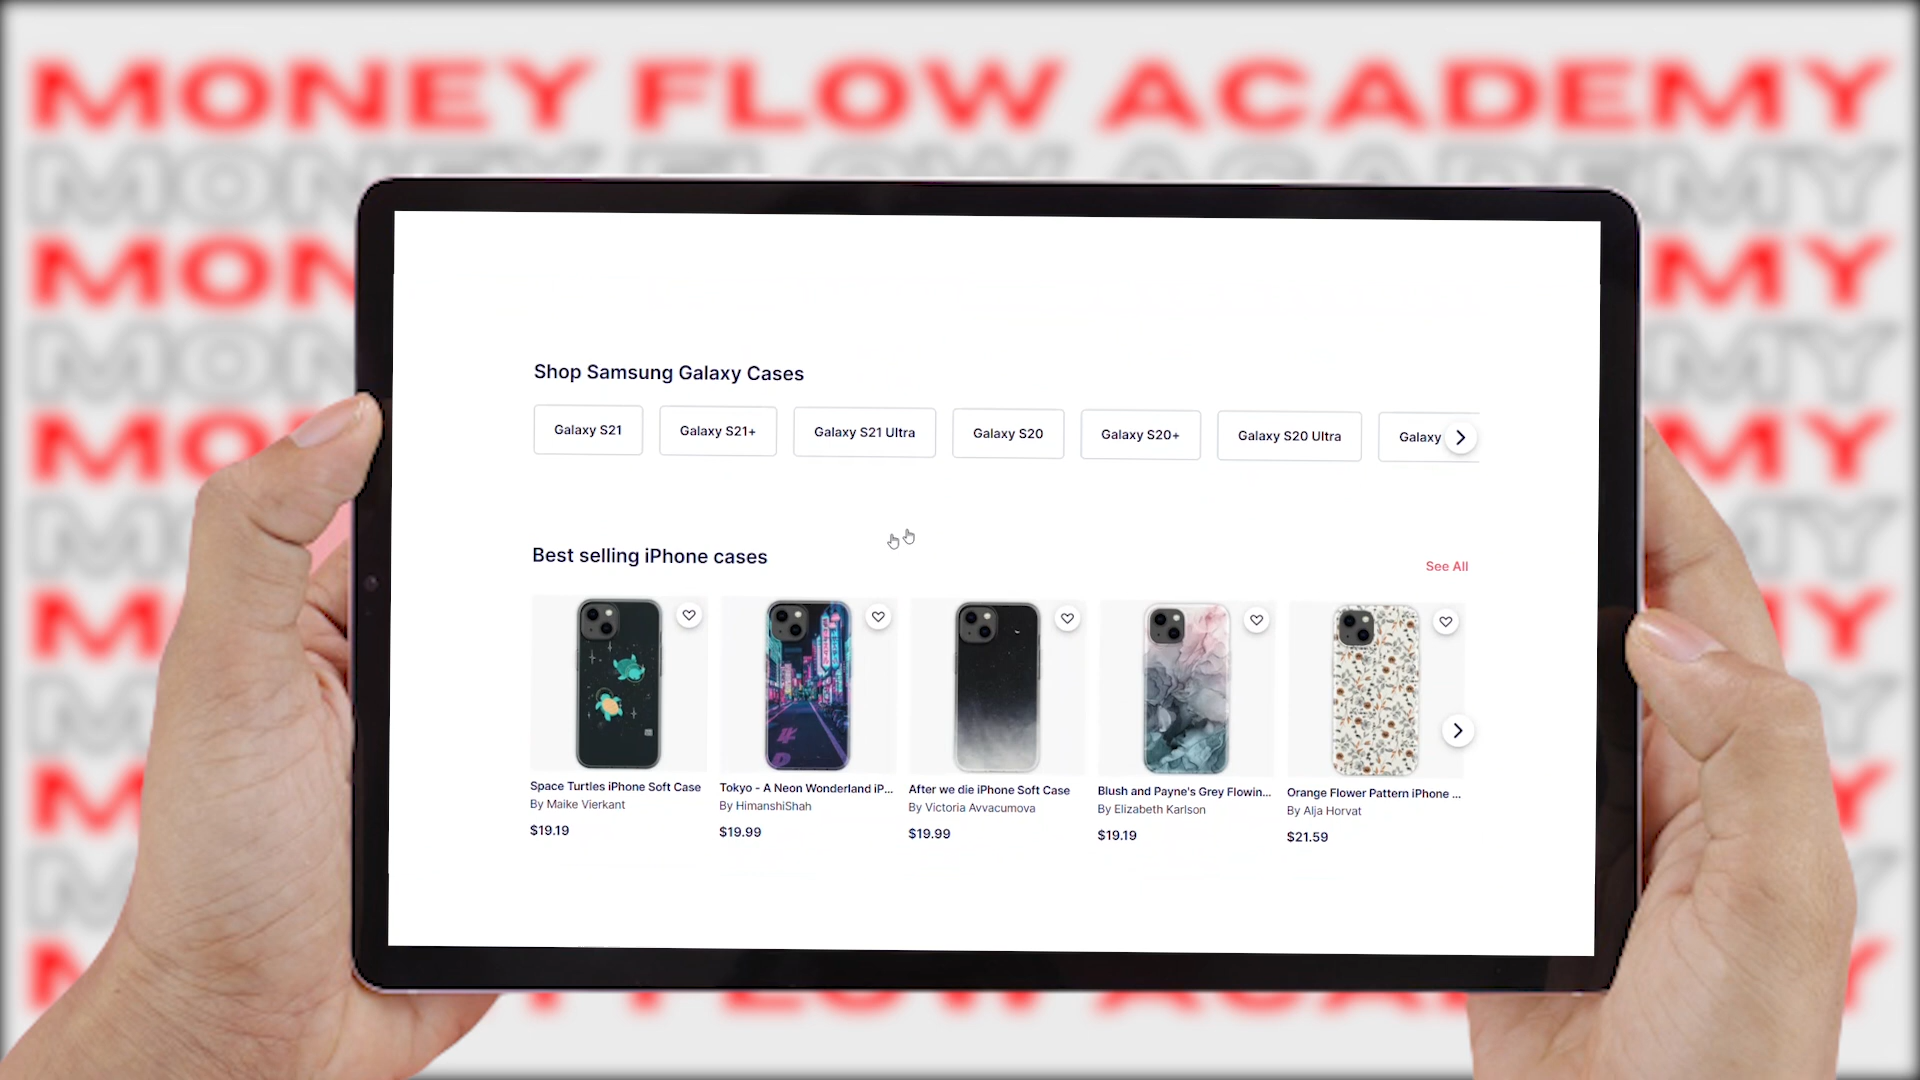 MONEY FLOW ACADEMY
MONEY FLOW ACADEMY
Shop Samsung Galaxy Cases
Galaxy S21
Galaxy S21+
Galaxy S21 Ultra
Galaxy S20
Galaxy S20+
Galaxy S20 Ultra
Galaxy
Best selling iPhone cases
See All
Space Turtles iPhone Soft Case
By Maike Vierkant
$19.19
Tokyo - A Neon Wonderland iP...
By HimanshiShah
$19.99
After we die iPhone Soft Case
By Victoria Avvacumova
$19.99
Blush and Payne's Grey Flowin...
By Elizabeth Karlson
$19.19
Orange Flower Pattern iPhone ...
By Alja Horvat
$21.59